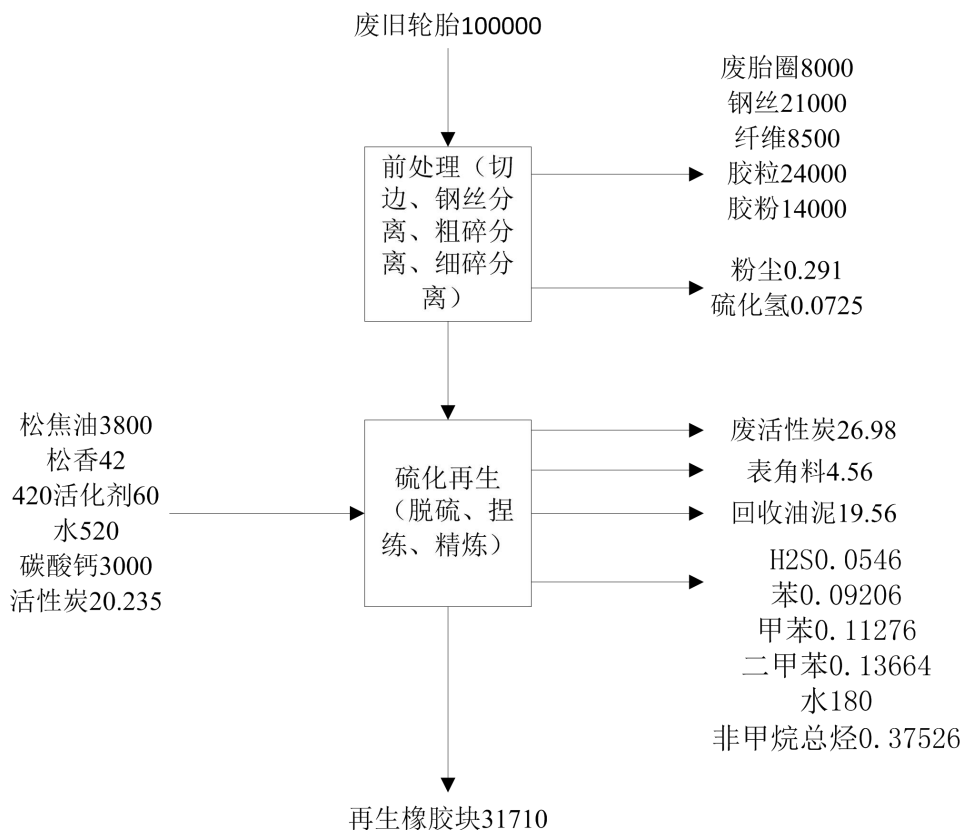 废旧轮胎100000
废胎圈8000
钢丝21000
纤维8500
胶粒24000
胶粉14000
前处理（切
边、钢丝分
离、粗碎分
离、细碎分
离）
粉尘0.291
硫化氢0.0725
松焦油3800
松香42
420活化剂60
水520
碳酸钙3000
活性炭20.235
硫化再生
（脱硫、捏
练、精炼）
废活性炭26.98
表角料4.56
回收油泥19.56
H2S0.0546
苯0.09206
甲苯0.11276
二甲苯0.13664
水180
非甲烷总烃0.37526
再生橡胶块31710